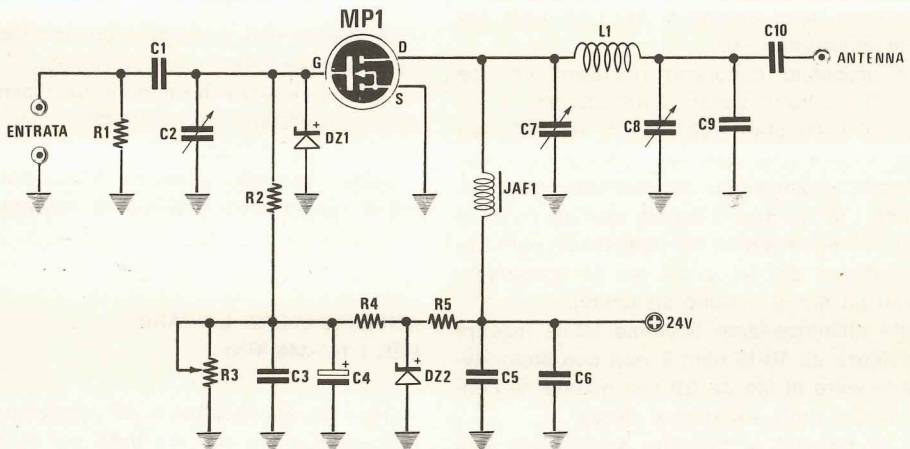 MP1
C1
L1
C10
D
G
S
ANTENNA
ENTRATA
R1
C2
DZ1
C7
C8
C9
R2
JAF1
R4
R5
24V
R3
C3
C4
DZ2
C5
C6